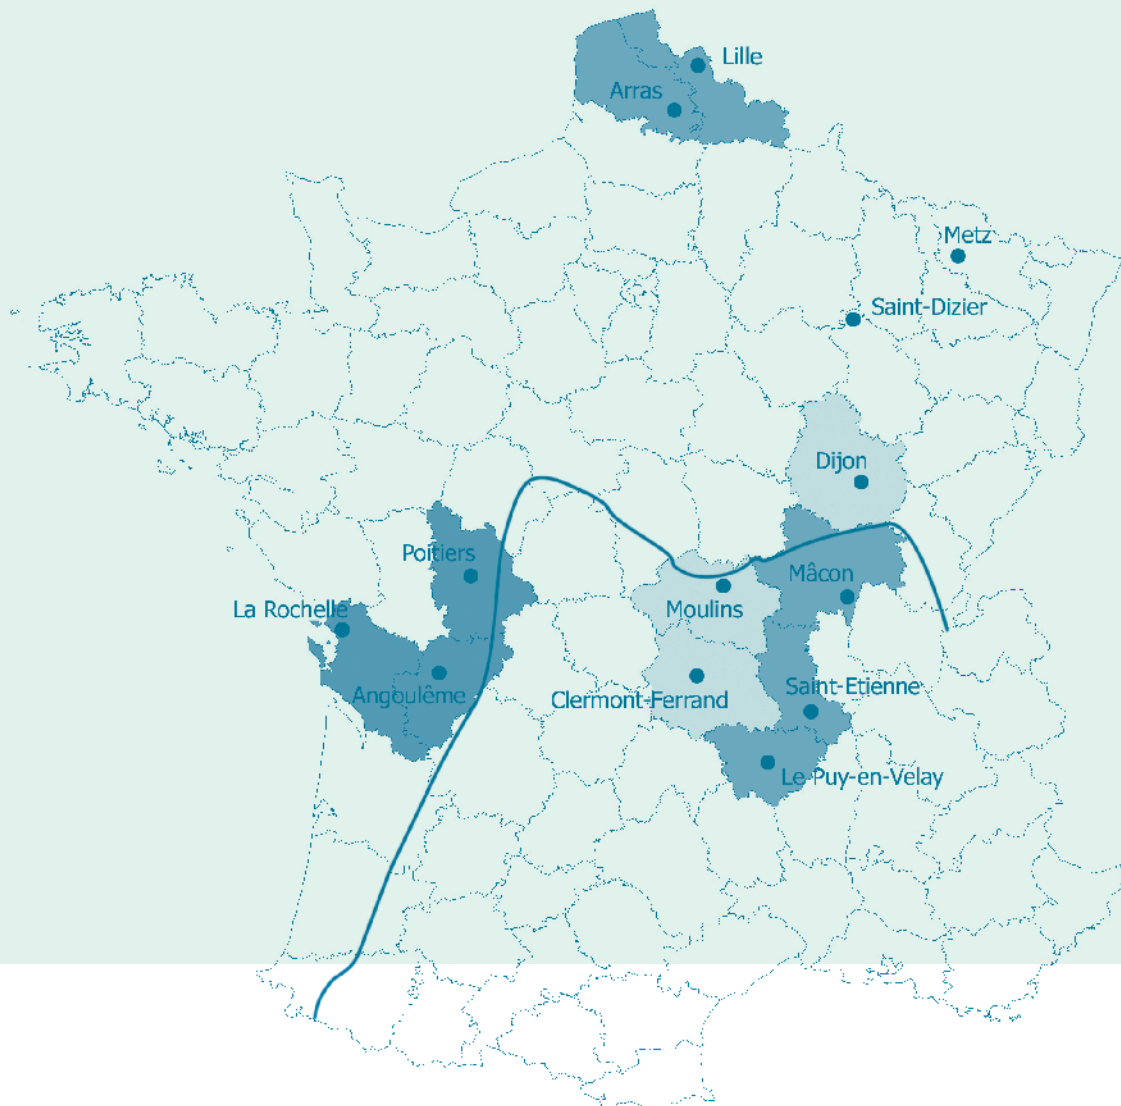 Lille
Arras
Metz
Saint-Dizier
Dijon
Poitiers
Mâcon
La Rochelle
Moulins
Angoulême
Clermont-Ferrand
Saint-Etienne
Le Puy-en-Velay